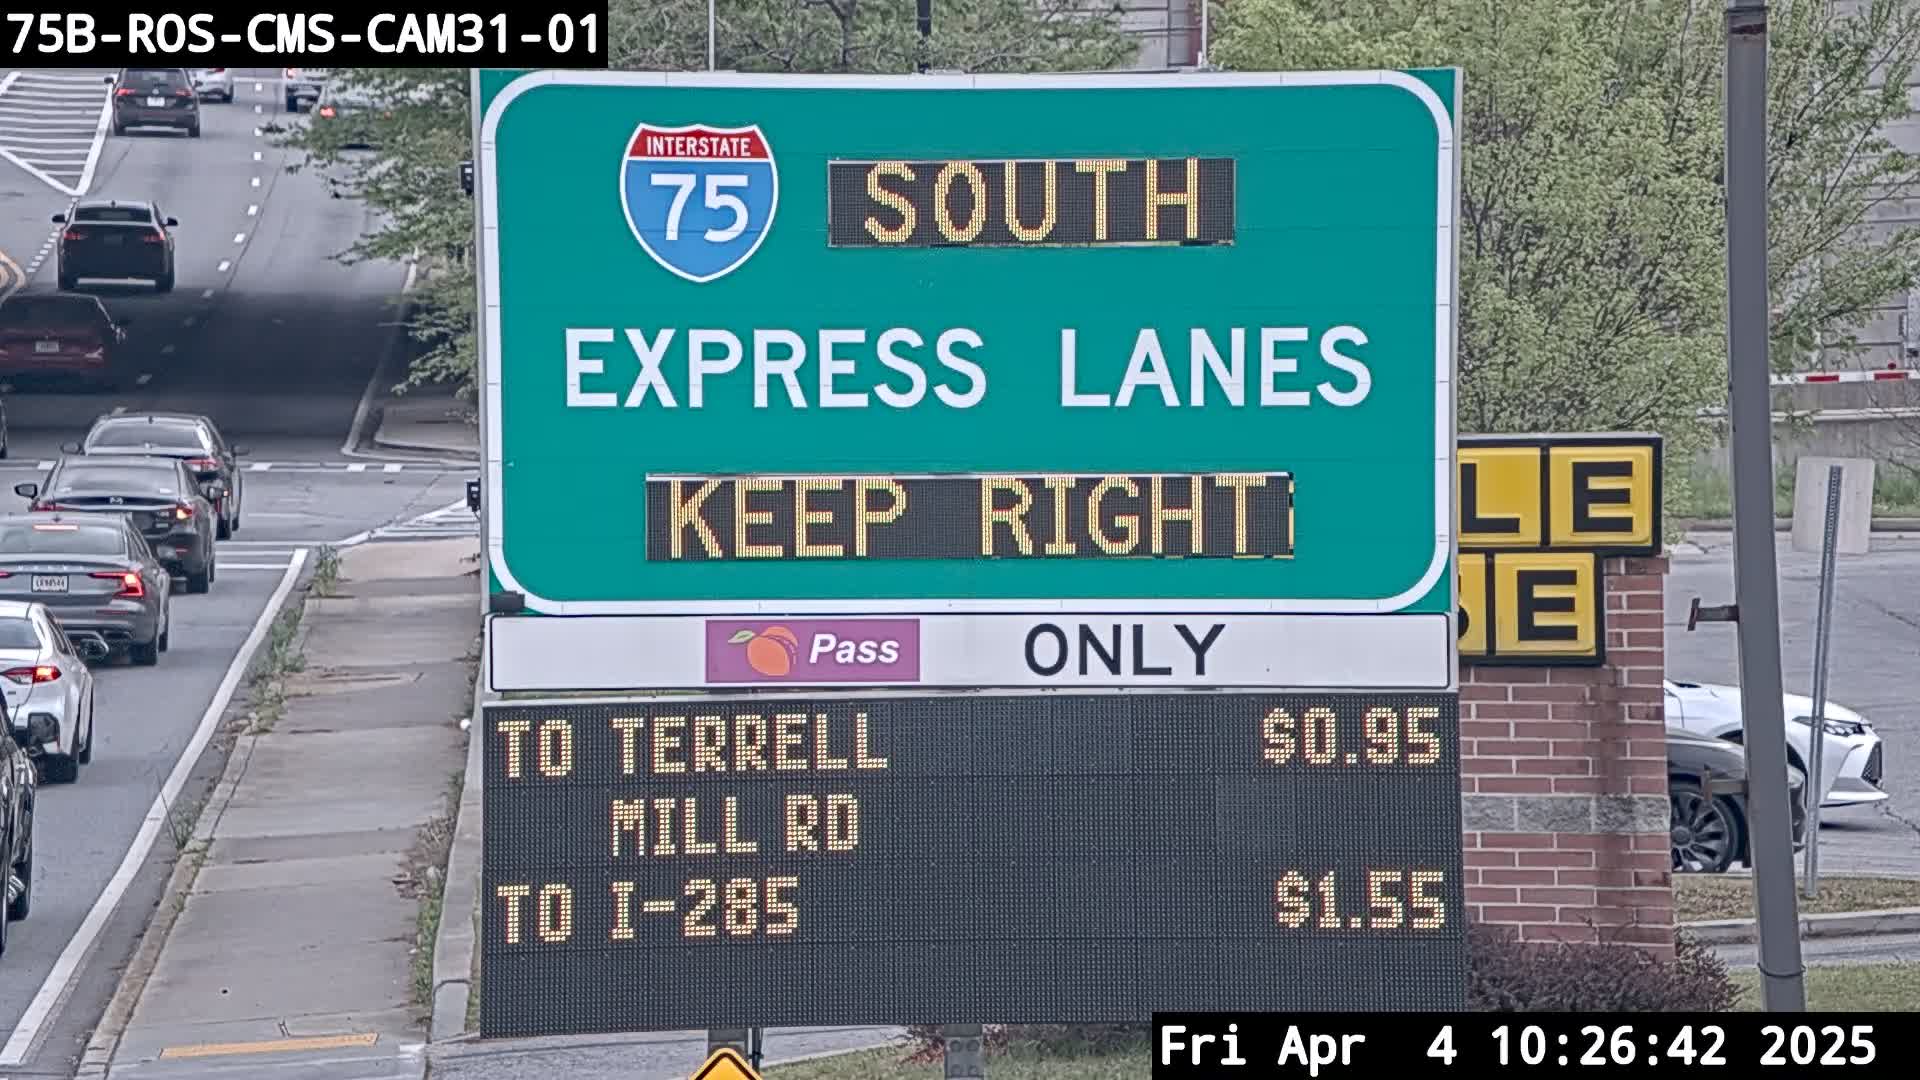 75B-ROS-CMS-CAM31-01
INTERSTATE
75
SOUTH
EXPRESS LANES
KEEP RIGHT
Pass ONLY
TO TERRELL $0.95
MILL RD
TO I-285 $1.55
LE
E
Fri Apr 4 10:26:42 2025